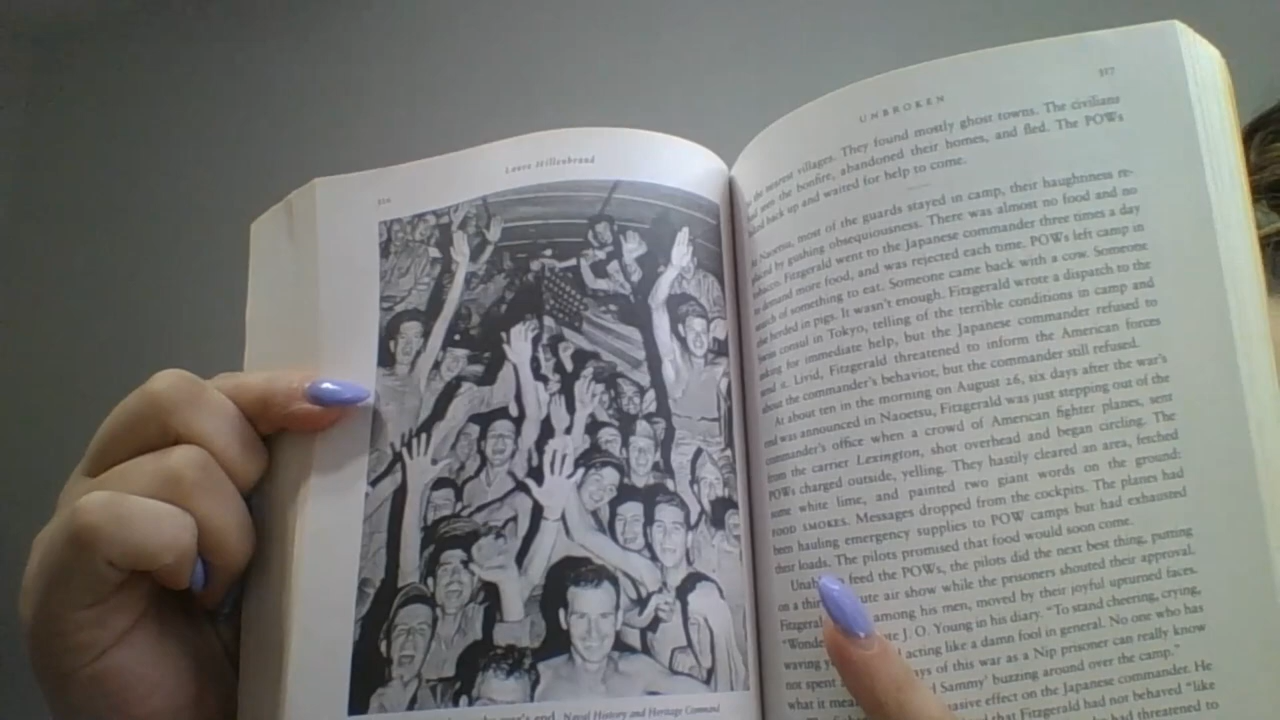 316
Laura Hillenbrand
war's end. Naval History and Heritage Command
UNBROKEN
317
the nearest villages. They found mostly ghost towns. The civilians
had seen the bonfire, abandoned their homes, and fled. The POWs
hiked back up and waited for help to come.
At Naoetsu, most of the guards stayed in camp, their haughtiness re-
placed by gushing obsequiousness. There was almost no food and no
tobacco. Fitzgerald went to the Japanese commander three times a day
to demand more food, and was rejected each time. POWs left camp in
search of something to eat. Someone came back with a cow. Someone
else herded in pigs. It wasn't enough. Fitzgerald wrote a dispatch to the
Swiss consul in Tokyo, telling of the terrible conditions in camp and
asking for immediate help, but the Japanese commander refused to
send it. Livid, Fitzgerald threatened to inform the American forces
about the commander's behavior, but the commander still refused.
At about ten in the morning on August 26, six days after the war's
end was announced in Naoetsu, Fitzgerald was just stepping out of the
commander's office when a crowd of American fighter planes, sent
from the carrier Lexington, shot overhead and began circling. The
POWs charged outside, yelling. They hastily cleared an area, fetched
some white lime, and painted two giant words on the ground:
FOOD SMOKES. Messages dropped from the cockpits. The planes had
been hauling emergency supplies to POW camps but had exhausted
their loads. The pilots promised that food would soon come.
feed the POWs, the pilots did the next best thing, putting
on a air show while the prisoners shouted their approval.
among his men, moved by their joyful upturned faces.
J. O. Young in his diary. "To stand cheering, crying,
waving acting like a damn fool in general. No one who has
not spent of this war as a Nip prisoner can really know
what it Sammy' buzzing around over the camp."
effect on the Japanese commander. He
that Fitzgerald had not behaved "like
had threatened to